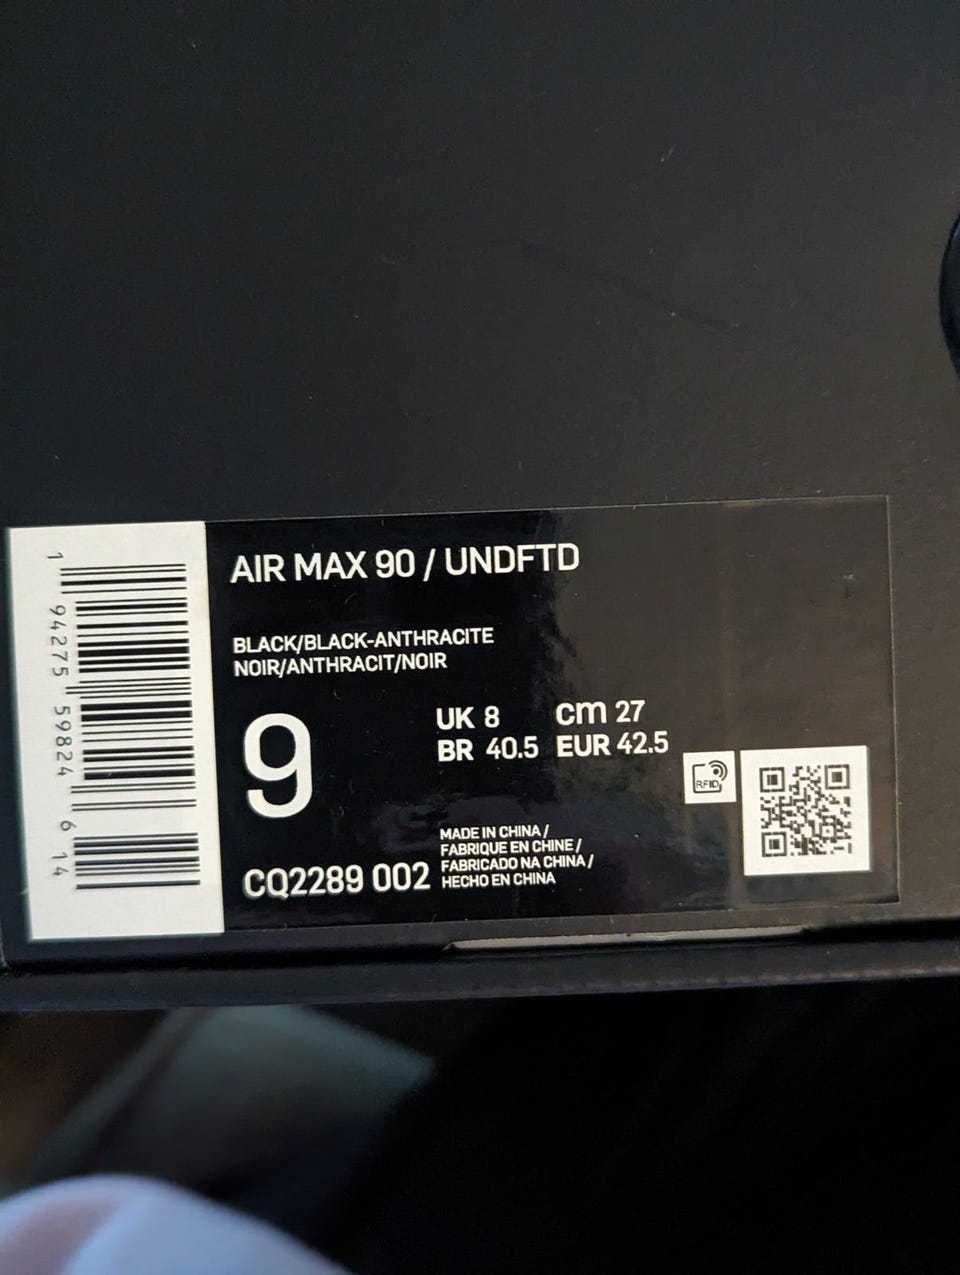 AIR MAX 90 / UNDFTD
BLACK/BLACK-ANTHRACITE
NOIR/ANTHRACIT/NOIR
9
UK 8 cm 27
BR 40.5 EUR 42.5
RFID
CQ2289 002
MADE IN CHINA /
FABRIQUE EN CHINE /
FABRICADO NA CHINA /
HECHO EN CHINA
1 94275 59824 6 14